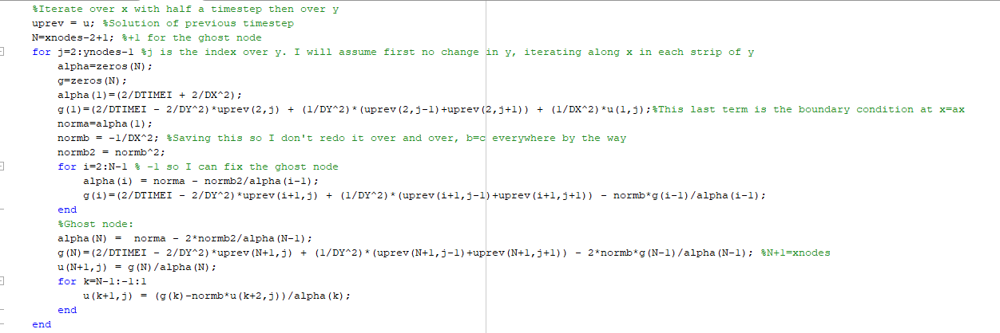 %Iterate over x with half a timestep then over y
uprev = u; %Solution of previous timestep
N=xnodes-2+1; %+1 for the ghost node
for j=2:ynodes-1 %j is the index over y. I will assume first no change in y, iterating along x in each strip of y
alpha=zeros(N);
g=zeros(N);
alpha(1)=(2/DTIMEI + 2/DX^2);
g(1)=(2/DTIMEI - 2/DY^2)*uprev(2,j) + (1/DY^2)*(uprev(2,j-1)+uprev(2,j+1)) + (1/DX^2)*u(1,j);%This last term is the boundary condition at x=ax
norma=alpha(1);
normb = -1/DX^2; %Saving this so I don't redo it over and over, b=c everywhere by the way
normb2 = normb^2;
for i=2:N-1 % -1 so I can fix the ghost node
alpha(i) = norma - normb2/alpha(i-1);
g(i)=(2/DTIMEI - 2/DY^2)*uprev(i+1,j) + (1/DY^2)*(uprev(i+1,j-1)+uprev(i+1,j+1)) - normb*g(i-1)/alpha(i-1);
end
%Ghost node:
alpha(N) =  norma - 2*normb2/alpha(N-1);
g(N)=(2/DTIMEI - 2/DY^2)*uprev(N+1,j) + (1/DY^2)*(uprev(N+1,j-1)+uprev(N+1,j+1)) - 2*normb*g(N-1)/alpha(N-1); %N+1=xnodes
u(N+1,j) = g(N)/alpha(N);
for k=N-1:-1:1
u(k+1,j) = (g(k)-normb*u(k+2,j))/alpha(k);
end
end